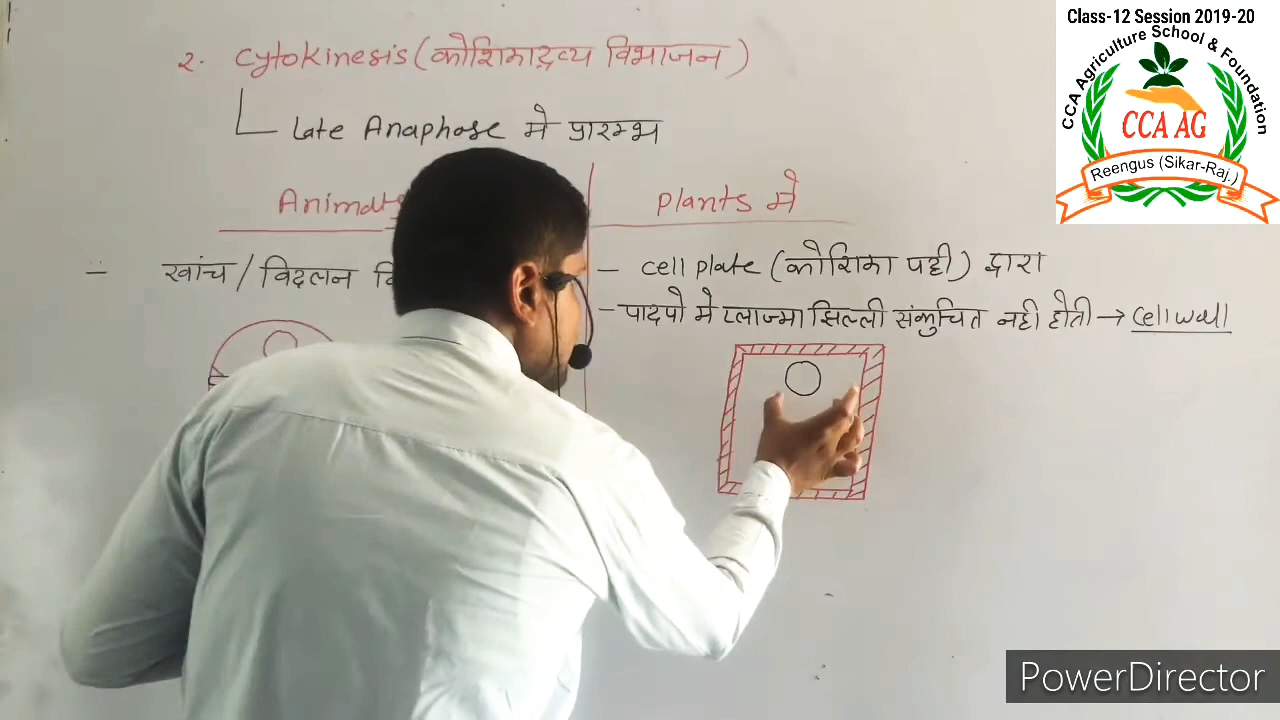 Class-12 Session 2019-20
CCA Agriculture School & Foundation
CCA AG
Reengus (Sikar-Raj.)
2. Cytokinesis (कोशिकाद्रव्य विभाजन)
Late Anaphase मे प्रारम्भ
Plants मे
खांच / विदलन
- Cell plate (कोशिका पट्टी) द्वारा
- पादपो मे प्लाज्मा झिल्ली संकुचित नही होती → Cell wall
PowerDirector